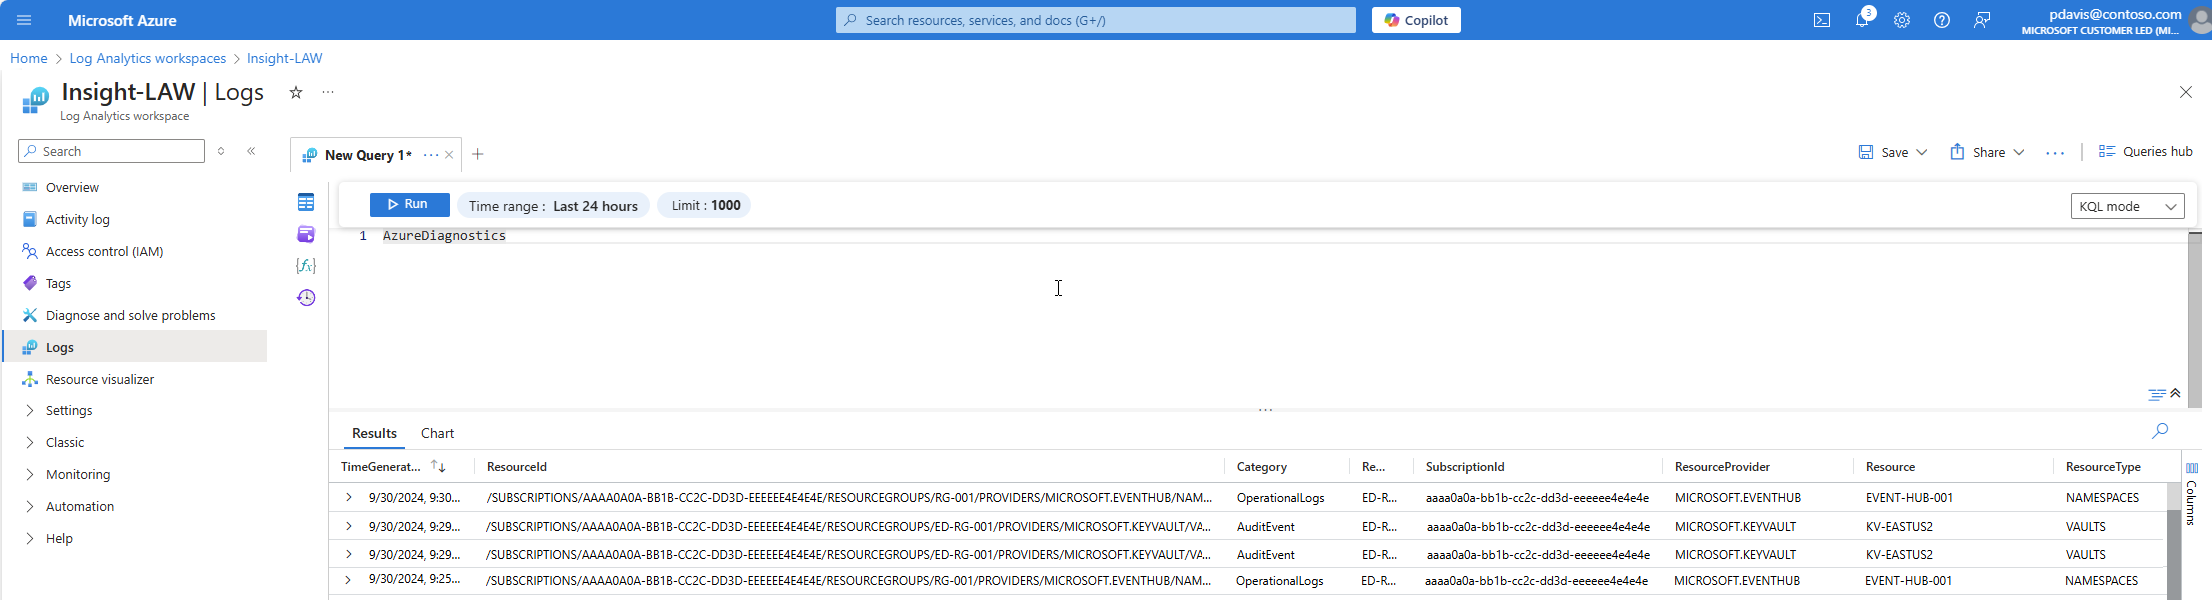 Microsoft Azure
Search resources, services, and docs (G+/)
Copilot
3
pdavis@contoso.com
MICROSOFT CUSTOMER LED (MI...
Home > Log Analytics workspaces > Insight-LAW
Insight-LAW | Logs
Log Analytics workspace
Search
New Query 1*
Save
Share
Queries hub
Overview
Activity log
Access control (IAM)
Tags
Diagnose and solve problems
Logs
Resource visualizer
Settings
Classic
Monitoring
Automation
Help
Run
Time range : Last 24 hours
Limit : 1000
KQL mode
{fx}
1 AzureDiagnostics
Results Chart
TimeGenerat... ResourceId Category Re... SubscriptionId ResourceProvider Resource ResourceType
9/30/2024, 9:30... /SUBSCRIPTIONS/AAAA0A0A-BB1B-CC2C-DD3D-EEEEEE4E4E4E/RESOURCEGROUPS/RG-001/PROVIDERS/MICROSOFT.EVENTHUB/NAM... OperationalLogs ED-R... aaaa0a0a-bb1b-cc2c-dd3d-eeeeee4e4e4e MICROSOFT.EVENTHUB EVENT-HUB-001 NAMESPACES
9/30/2024, 9:29... /SUBSCRIPTIONS/AAAA0A0A-BB1B-CC2C-DD3D-EEEEEE4E4E4E/RESOURCEGROUPS/ED-RG-001/PROVIDERS/MICROSOFT.KEYVAULT/VA... AuditEvent ED-R... aaaa0a0a-bb1b-cc2c-dd3d-eeeeee4e4e4e MICROSOFT.KEYVAULT KV-EASTUS2 VAULTS
9/30/2024, 9:29... /SUBSCRIPTIONS/AAAA0A0A-BB1B-CC2C-DD3D-EEEEEE4E4E4E/RESOURCEGROUPS/ED-RG-001/PROVIDERS/MICROSOFT.KEYVAULT/VA... AuditEvent ED-R... aaaa0a0a-bb1b-cc2c-dd3d-eeeeee4e4e4e MICROSOFT.KEYVAULT KV-EASTUS2 VAULTS
9/30/2024, 9:25... /SUBSCRIPTIONS/AAAA0A0A-BB1B-CC2C-DD3D-EEEEEE4E4E4E/RESOURCEGROUPS/RG-001/PROVIDERS/MICROSOFT.EVENTHUB/NAM... OperationalLogs ED-R... aaaa0a0a-bb1b-cc2c-dd3d-eeeeee4e4e4e MICROSOFT.EVENTHUB EVENT-HUB-001 NAMESPACES
Columns